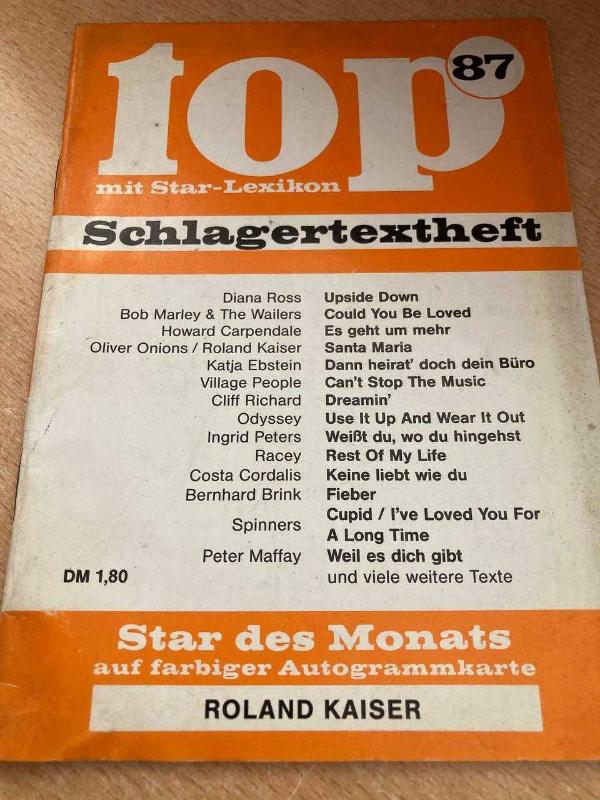 top
87
mit Star-Lexikon
Schlagertextheft
Diana Ross Upside Down
Bob Marley & The Wailers Could You Be Loved
Howard Carpendale Es geht um mehr
Oliver Onions / Roland Kaiser Santa Maria
Katja Ebstein Dann heirat' doch dein Büro
Village People Can't Stop The Music
Cliff Richard Dreamin'
Odyssey Use It Up And Wear It Out
Ingrid Peters Weißt du, wo du hingehst
Racey Rest Of My Life
Costa Cordalis Keine liebt wie du
Bernhard Brink Fieber
Spinners Cupid / I've Loved You For
A Long Time
Peter Maffay Weil es dich gibt
DM 1,80 und viele weitere Texte
Star des Monats
auf farbiger Autogrammkarte
ROLAND KAISER